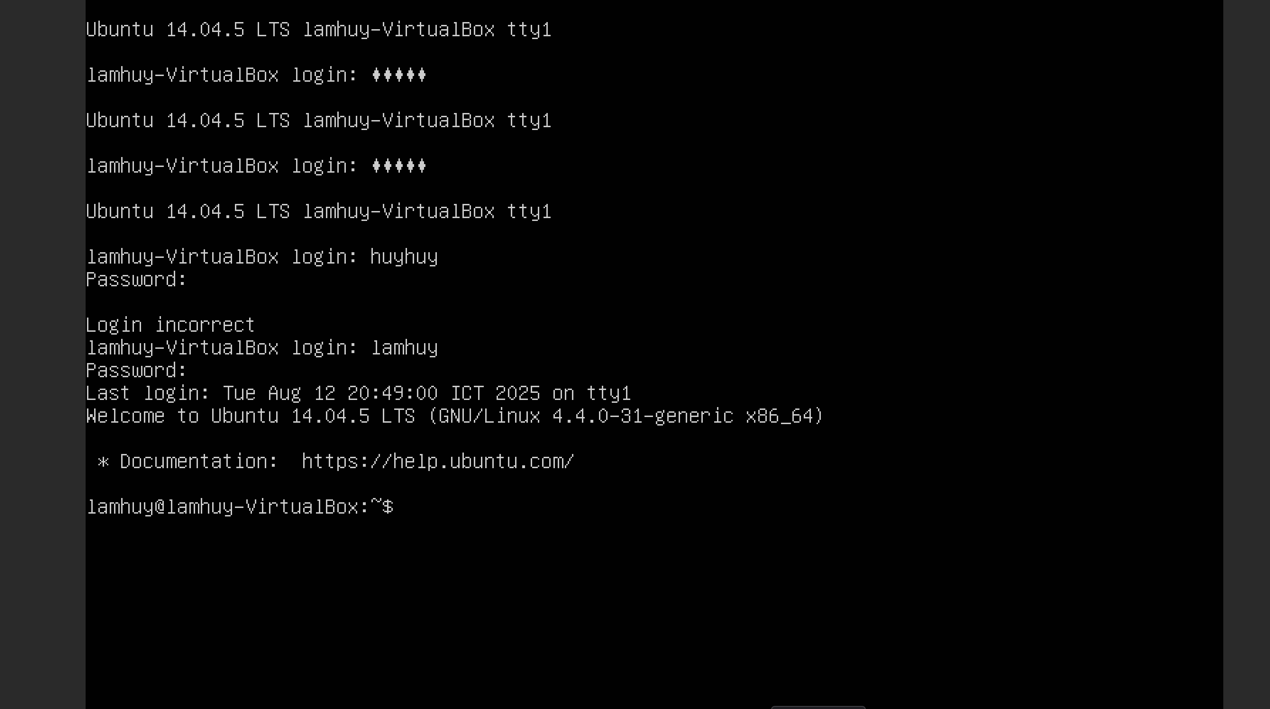 Ubuntu 14.04.5 LTS lamhuy-VirtualBox tty1
lamhuy-VirtualBox login: ♦♦♦♦♦
Ubuntu 14.04.5 LTS lamhuy-VirtualBox tty1
lamhuy-VirtualBox login: ♦♦♦♦♦
Ubuntu 14.04.5 LTS lamhuy-VirtualBox tty1
lamhuy-VirtualBox login: huyhuy
Password:
Login incorrect
lamhuy-VirtualBox login: lamhuy
Password:
Last login: Tue Aug 12 20:49:00 ICT 2025 on tty1
Welcome to Ubuntu 14.04.5 LTS (GNU/Linux 4.4.0-31-generic x86_64)
* Documentation:  https://help.ubuntu.com/
lamhuy@lamhuy-VirtualBox:~$